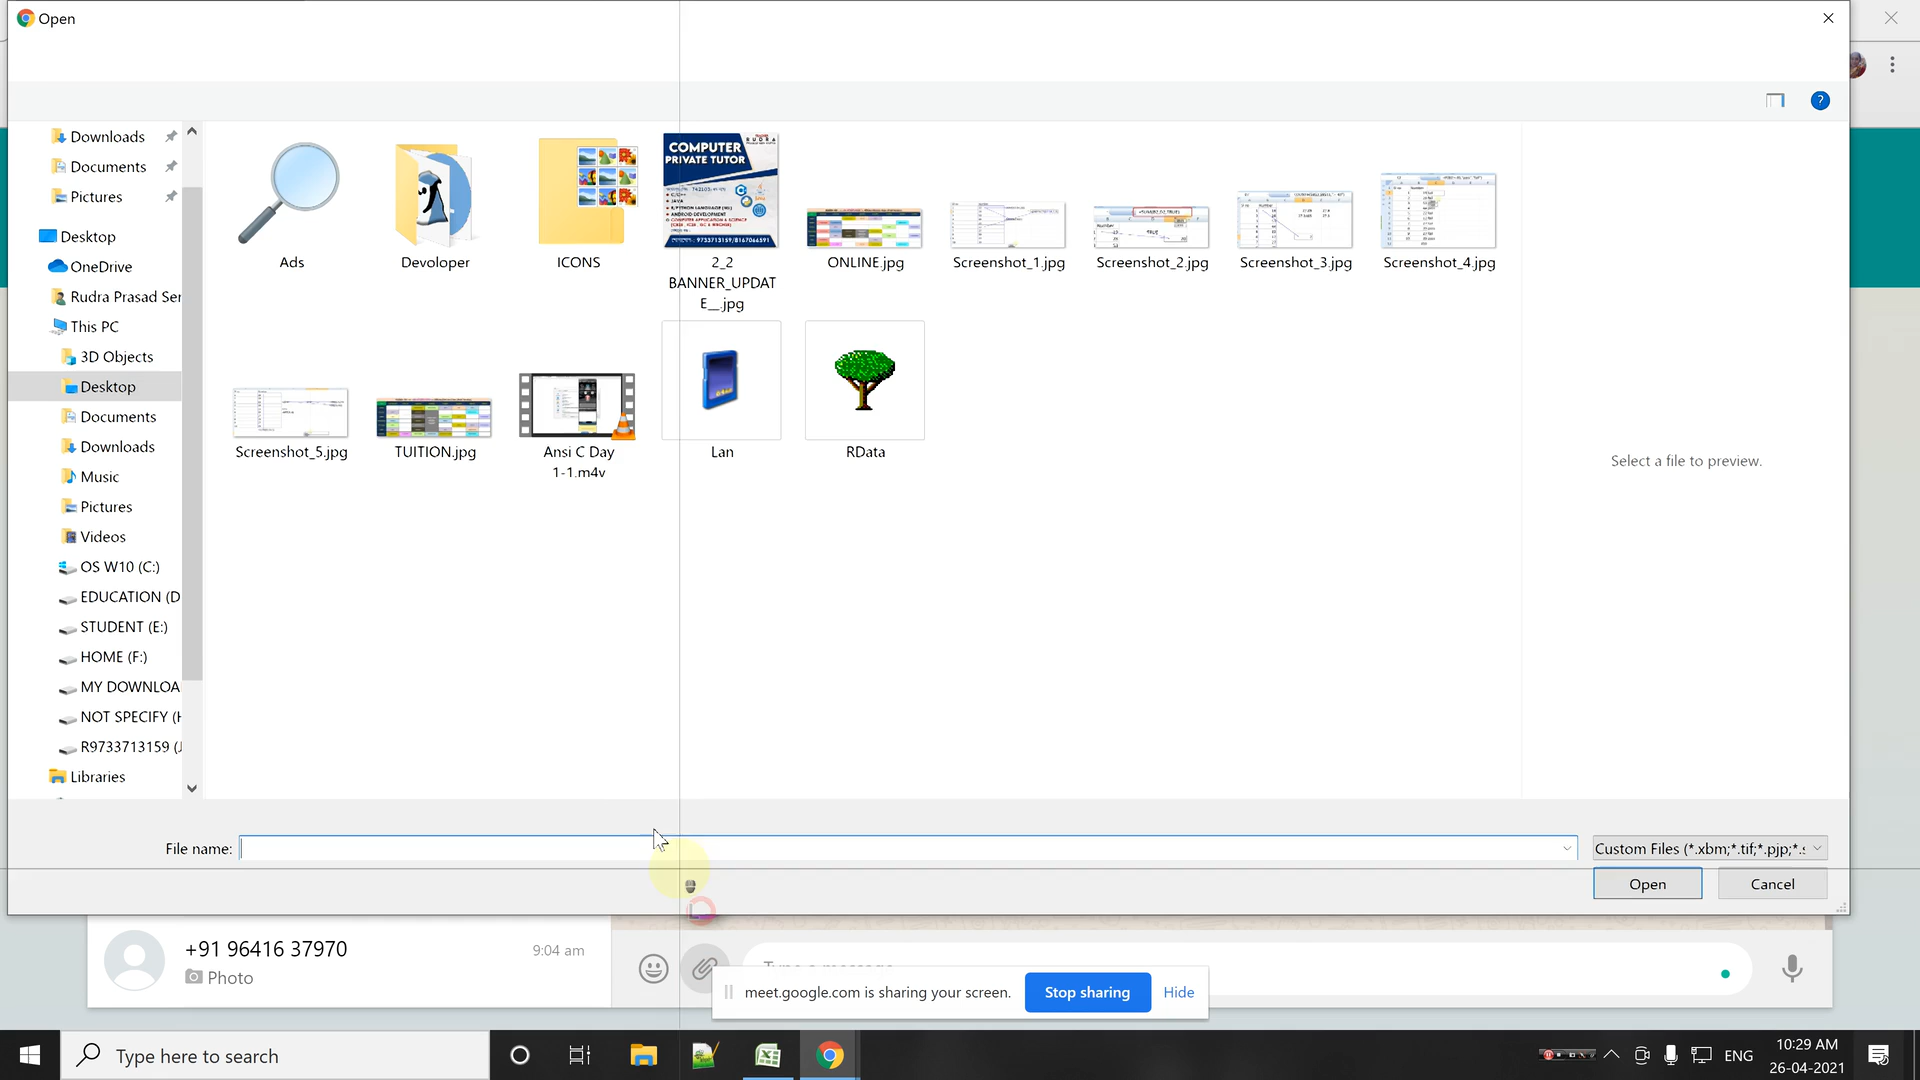 Open
Downloads
Documents
Pictures
Desktop
OneDrive
Rudra Prasad Ser
This PC
3D Objects
Desktop
Documents
Downloads
Music
Pictures
Videos
OS W10 (C:)
EDUCATION (D
STUDENT (E:)
HOME (F:)
MY DOWNLOA
NOT SPECIFY (H
R9733713159 (J
Libraries
COMPUTER
PRIVATE TUTOR
RUDRA
Ads
Devoloper
ICONS
2_2
BANNER_UPDAT
E__.jpg
ONLINE.jpg
Screenshot_1.jpg
Screenshot_2.jpg
Screenshot_3.jpg
Screenshot_4.jpg
Screenshot_5.jpg
TUITION.jpg
Ansi C Day
1-1.m4v
Lan
RData
Select a file to preview.
File name:
Custom Files (*.xbm;*.tif;*.pjp;*.s
Open
Cancel
+91 96416 37970
9:04 am
Photo
meet.google.com is sharing your screen.
Stop sharing
Hide
Type here to search
ENG
10:29 AM
26-04-2021